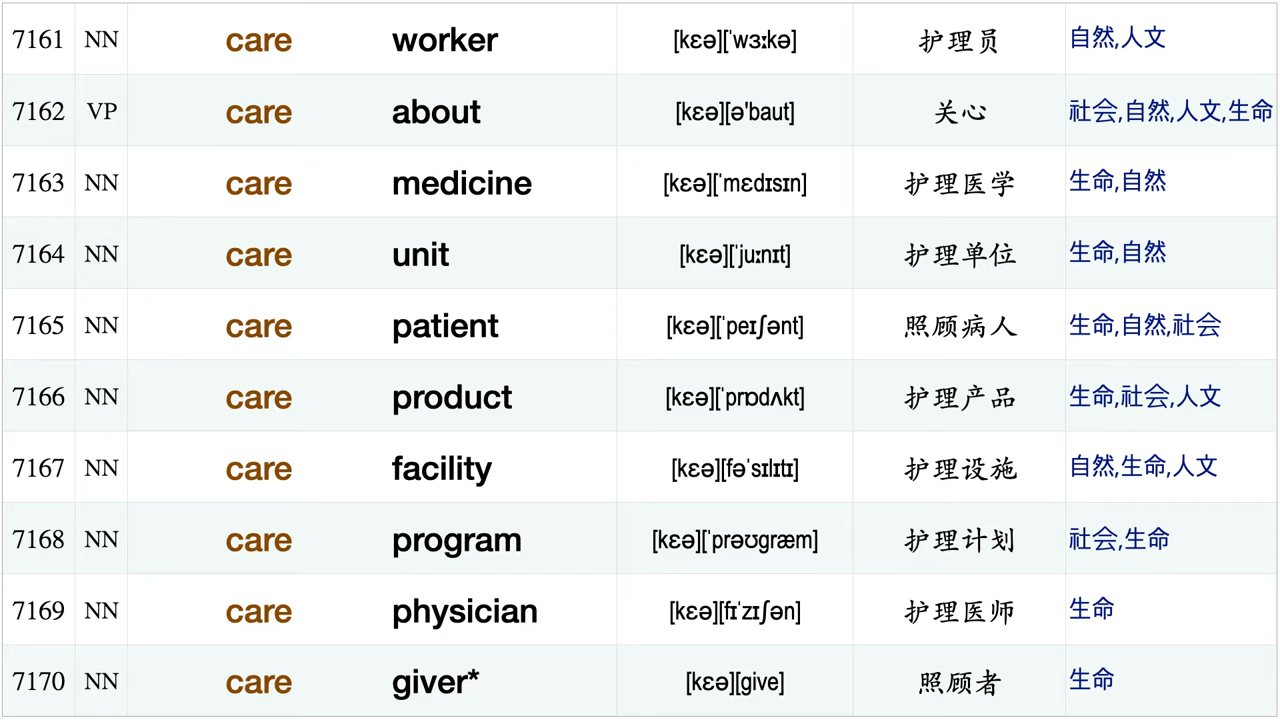 7161 NN care worker [kɛə][ˈwɜːkə] 护理员 自然,人文
7162 VP care about [kɛə][ə'baut] 关心 社会,自然,人文,生命
7163 NN care medicine [kɛə][ˈmɛdɪsɪn] 护理医学 生命,自然
7164 NN care unit [kɛə][ˈjuːnɪt] 护理单位 生命,自然
7165 NN care patient [kɛə][ˈpeɪʃənt] 照顾病人 生命,自然,社会
7166 NN care product [kɛə][ˈprɒdʌkt] 护理产品 生命,社会,人文
7167 NN care facility [kɛə][fəˈsɪlɪtɪ] 护理设施 自然,生命,人文
7168 NN care program [kɛə][ˈprəʊgræm] 护理计划 社会,生命
7169 NN care physician [kɛə][fɪˈzɪʃən] 护理医师 生命
7170 NN care giver* [kɛə][give] 照顾者 生命